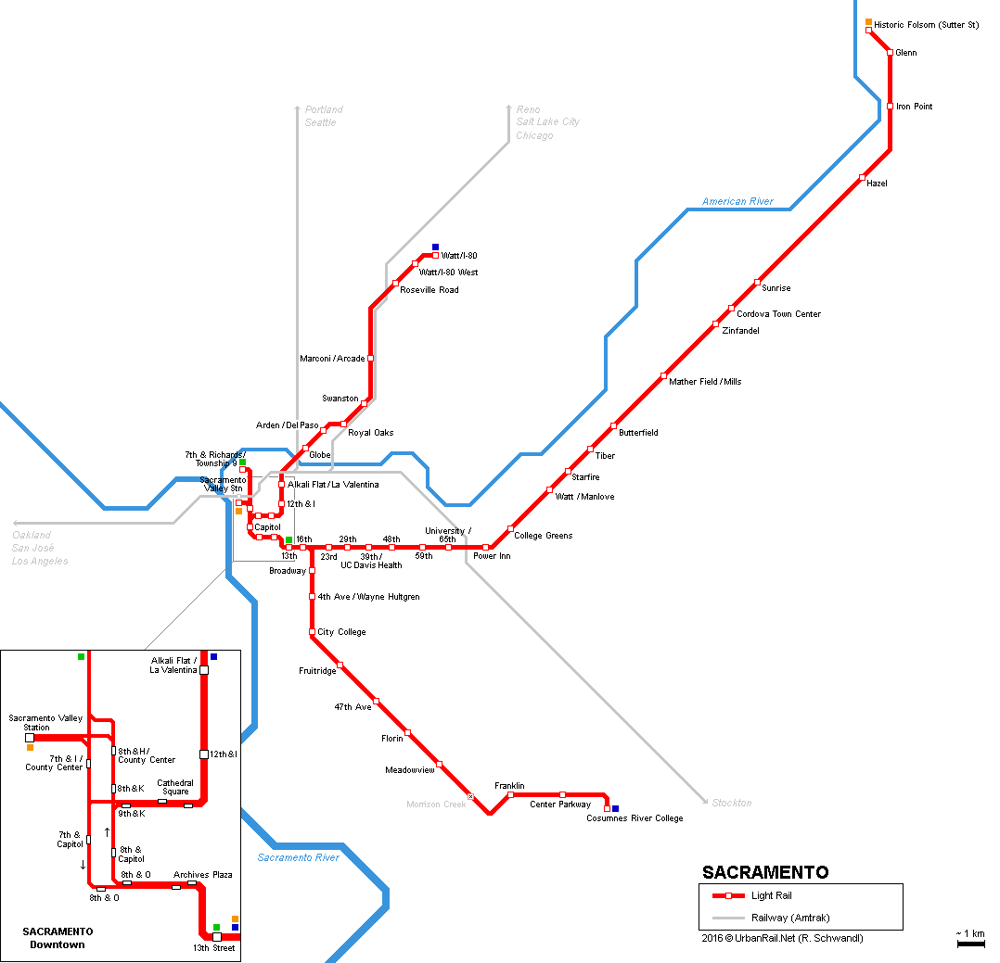 Historic Folsom (Sutter St)
Glenn
Iron Point
Hazel
Portland
Seattle
Reno
Salt Lake City
Chicago
American River
Watt/I-80
Watt/I-80 West
Roseville Road
Sunrise
Cordova Town Center
Zinfandel
Marconi / Arcade
Mather Field / Mills
Swanston
Arden / Del Paso
Royal Oaks
Butterfield
Globe
Tiber
7th & Richards /
Township 9
Starfire
Sacramento
Valley Stn
Alkali Flat / La Valentina
Watt / Manlove
12th & I
Capitol
Oakland
San José
Los Angeles
College Greens
University /
65th
16th
29th
48th
13th
23rd
39th /
UC Davis Health
59th
Power Inn
Broadway
4th Ave / Wayne Hultgren
City College
Fruitridge
47th Ave
Florin
Meadowview
Morrison Creek
Franklin
Center Parkway
Cosumnes River College
Stockton
Sacramento River
Alkali Flat /
La Valentina
Sacramento Valley
Station
8th & H /
County Center
7th & I /
County Center
12th & I
8th & K
Cathedral
Square
9th & K
7th &
Capitol
8th &
Capitol
8th & O
Archives Plaza
8th & O
13th Street
SACRAMENTO
Downtown
SACRAMENTO
Light Rail
Railway (Amtrak)
2016 © UrbanRail.Net (R. Schwandl)
~ 1 km